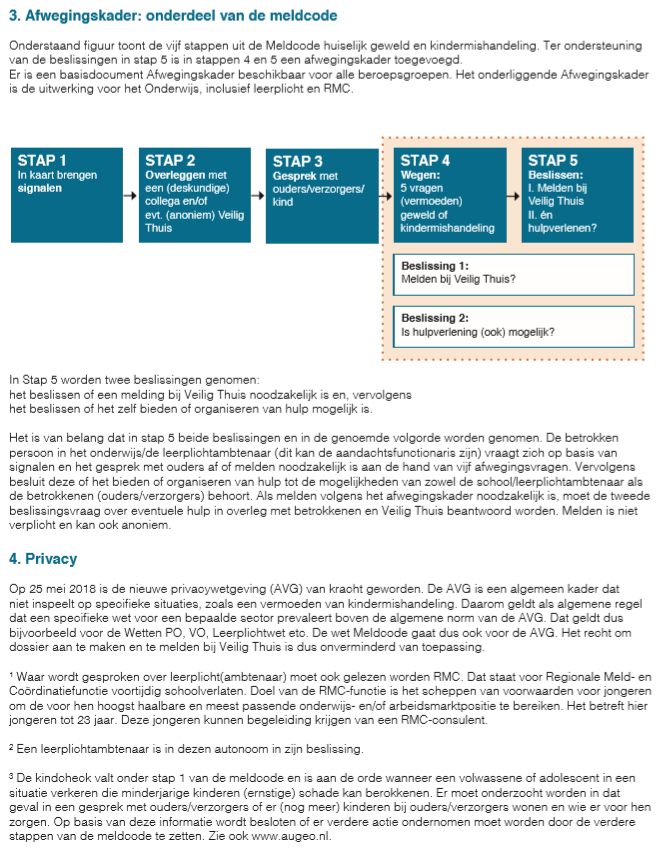 3. Afwegingskader: onderdeel van de meldcode
Onderstaand figuur toont de vijf stappen uit de Meldcode huiselijk geweld en kindermishandeling. Ter ondersteuning
van de beslissingen in stap 5 is in stappen 4 en 5 een afwegingskader toegevoegd.
Er is een basisdocument Afwegingskader beschikbaar voor alle beroepsgroepen. Het onderliggende Afwegingskader
is de uitwerking voor het Onderwijs, inclusief leerplicht en RMC.
STAP 1
In kaart brengen
signalen
STAP 2
Overleggen met
een (deskundige)
collega en/of
evt. (anoniem) Veilig
Thuis
STAP 3
Gesprek met
ouders/verzorgers/
kind
STAP 4
Wegen:
5 vragen
(vermoeden)
geweld of
kindermishandeling
STAP 5
Beslissen:
I. Melden bij
Veilig Thuis
II. én
hulpverlenen?
Beslissing 1:
Melden bij Veilig Thuis?
Beslissing 2:
Is hulpverlening (ook) mogelijk?
In Stap 5 worden twee beslissingen genomen:
het beslissen of een melding bij Veilig Thuis noodzakelijk is en, vervolgens
het beslissen of het zelf bieden of organiseren van hulp mogelijk is.
Het is van belang dat in stap 5 beide beslissingen en in de genoemde volgorde worden genomen. De betrokken
persoon in het onderwijs/de leerplichtambtenaar (dit kan de aandachtsfunctionaris zijn) vraagt zich op basis van
signalen en het gesprek met ouders af of melden noodzakelijk is aan de hand van vijf afwegingsvragen. Vervolgens
besluit deze of het bieden of organiseren van hulp tot de mogelijkheden van zowel de school/leerplichtambtenaar als
de betrokkenen (ouders/verzorgers) behoort. Als melden volgens het afwegingskader noodzakelijk is, moet de tweede
beslissingsvraag over eventuele hulp in overleg met betrokkenen en Veilig Thuis beantwoord worden. Melden is niet
verplicht en kan ook anoniem.
4. Privacy
Op 25 mei 2018 is de nieuwe privacywetgeving (AVG) van kracht geworden. De AVG is een algemeen kader dat
niet inspeelt op specifieke situaties, zoals een vermoeden van kindermishandeling. Daarom geldt als algemene regel
dat een specifieke wet voor een bepaalde sector prevaleert boven de algemene norm van de AVG. Dat geldt dus
bijvoorbeeld voor de Wetten PO, VO, Leerplichtwet etc. De wet Meldcode gaat dus ook voor de AVG. Het recht om
dossier aan te maken en te melden bij Veilig Thuis is dus onverminderd van toepassing.
¹ Waar wordt gesproken over leerplicht(ambtenaar) moet ook gelezen worden RMC. Dat staat voor Regionale Meld- en
Coördinatiefunctie voortijdig schoolverlaten. Doel van de RMC-functie is het scheppen van voorwaarden voor jongeren
om de voor hen hoogst haalbare en meest passende onderwijs- en/of arbeidsmarktpositie te bereiken. Het betreft hier
jongeren tot 23 jaar. Deze jongeren kunnen begeleiding krijgen van een RMC-consulent.
² Een leerplichtambtenaar is in dezen autonoom in zijn beslissing.
³ De kindcheck valt onder stap 1 van de meldcode en is aan de orde wanneer een volwassene of adolescent in een
situatie verkeren die minderjarige kinderen (ernstige) schade kan berokkenen. Er moet onderzocht worden in dat
geval in een gesprek met ouders/verzorgers of er (nog meer) kinderen bij ouders/verzorgers wonen en wie er voor hen
zorgen. Op basis van deze informatie wordt besloten of er verdere actie ondernomen moet worden door de verdere
stappen van de meldcode te zetten. Zie ook www.augeo.nl.